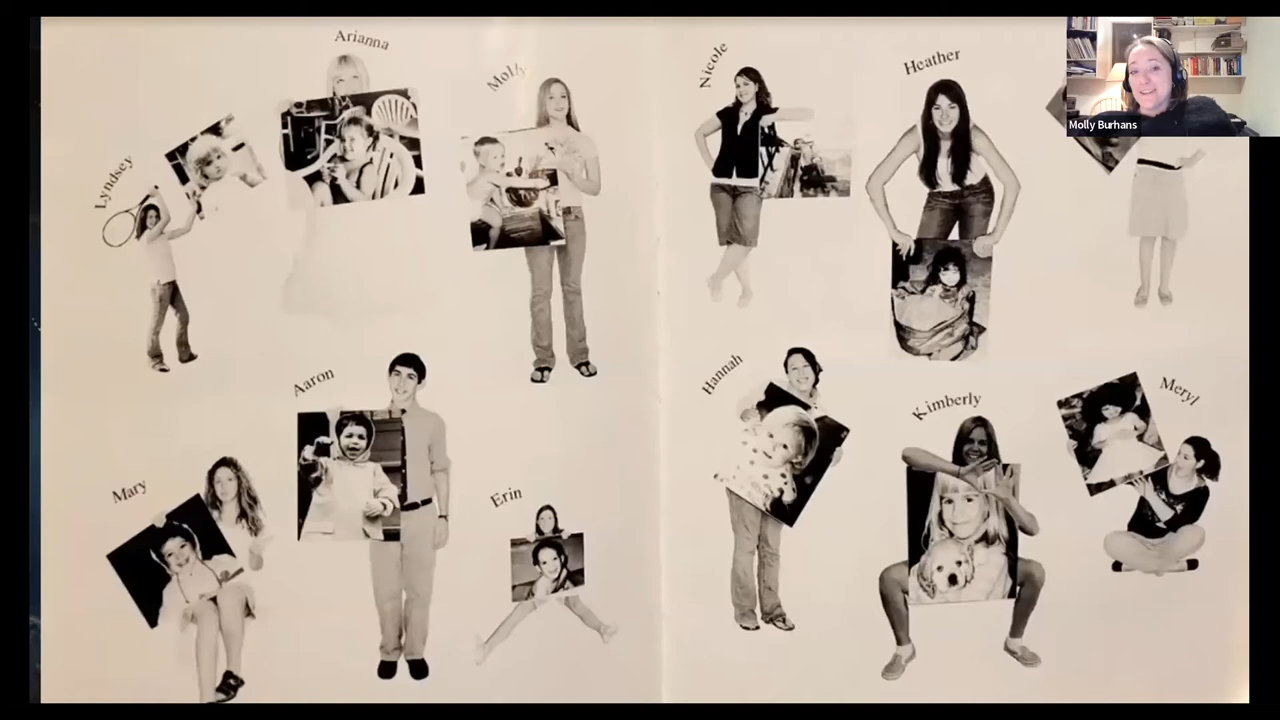 Arianna
Molly
Lyndsey
Nicole
Heather
Molly Burhans
Aaron
Mary
Erin
Hannah
Kimberly
Meryl